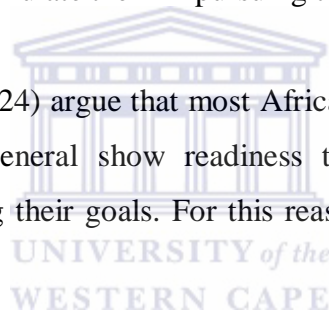 24) argue that most Africa
eneral show readiness t
g their goals. For this reas
UNIVERSITY of the
WESTERN CAPE